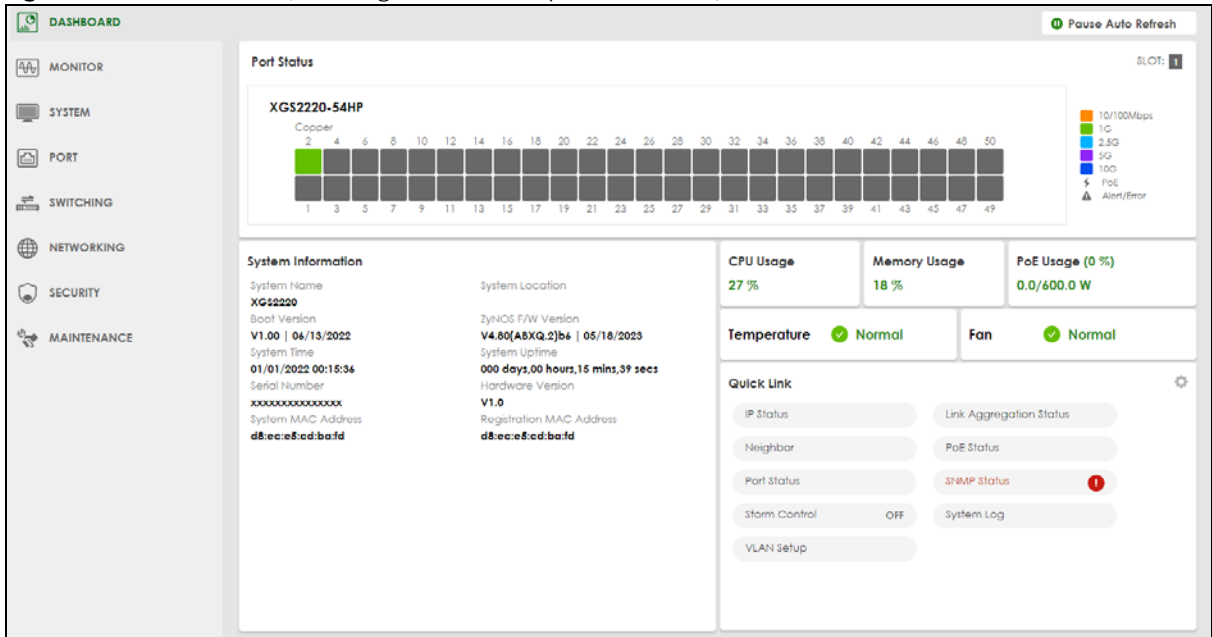 DASHBOARD
Pause Auto Refresh
MONITOR
SYSTEM
PORT
SWITCHING
NETWORKING
SECURITY
MAINTENANCE
Port Status
SLOT: 1
XGS2220-54HP
Copper
2 4 6 8 10 12 14 16 18 20 22 24 26 28 30 32 34 36 38 40 42 44 46 48 50
1 3 5 7 9 11 13 15 17 19 21 23 25 27 29 31 33 35 37 39 41 43 45 47 49
10/100Mbps
1G
2.5G
5G
10G
PoE
Alert/Error
System Information
System Name
XGS2220
System Location
Boot Version
V1.00 | 06/13/2022
ZyNOS F/W Version
V4.80(ABXQ.2)b6 | 05/18/2023
System Time
01/01/2022 00:15:36
System Uptime
000 days,00 hours,15 mins,39 secs
Serial Number
xxxxxxxxxxxxxx
Hardware Version
V1.0
System MAC Address
d8:ec:e5:cd:ba:fd
Registration MAC Address
d8:ec:e5:cd:ba:fd
CPU Usage
27 %
Memory Usage
18 %
PoE Usage (0 %)
0.0/600.0 W
Temperature Normal
Fan Normal
Quick Link
IP Status
Link Aggregation Status
Neighbor
PoE Status
Port Status
SNMP Status
Storm Control OFF
System Log
VLAN Setup